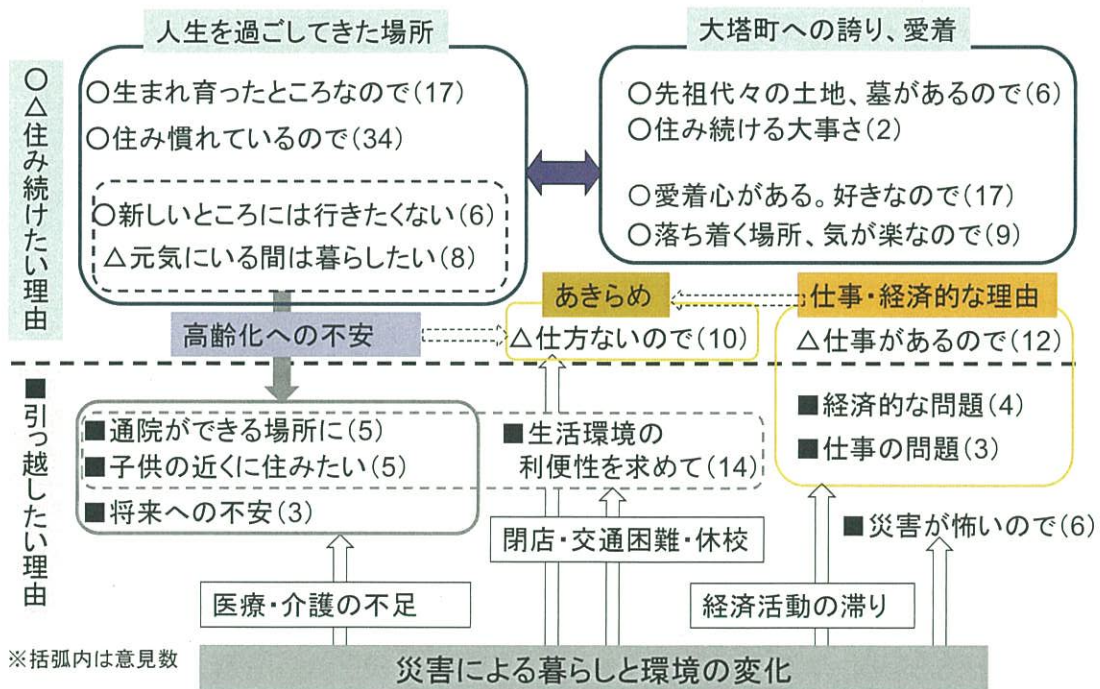 人生を過ごしてきた場所
大塔町への誇り、愛着
○△住み続けたい理由
○生まれ育ったところなので(17)
○住み慣れているので(34)
○新しいところには行きたくない(6)
△元気にいる間は暮らしたい(8)
○先祖代々の土地、墓があるので(6)
○住み続ける大事さ(2)
○愛着心がある。好きなので(17)
○落ち着く場所、気が楽なので(9)
高齢化への不安
あきらめ
△仕方ないので(10)
仕事・経済的な理由
△仕事があるので(12)
■引っ越したい理由
■通院ができる場所に(5)
■子供の近くに住みたい(5)
■将来への不安(3)
■生活環境の
利便性を求めて(14)
■経済的な問題(4)
■仕事の問題(3)
■災害が怖いので(6)
閉店・交通困難・休校
医療・介護の不足
経済活動の滞り
※括弧内は意見数
災害による暮らしと環境の変化